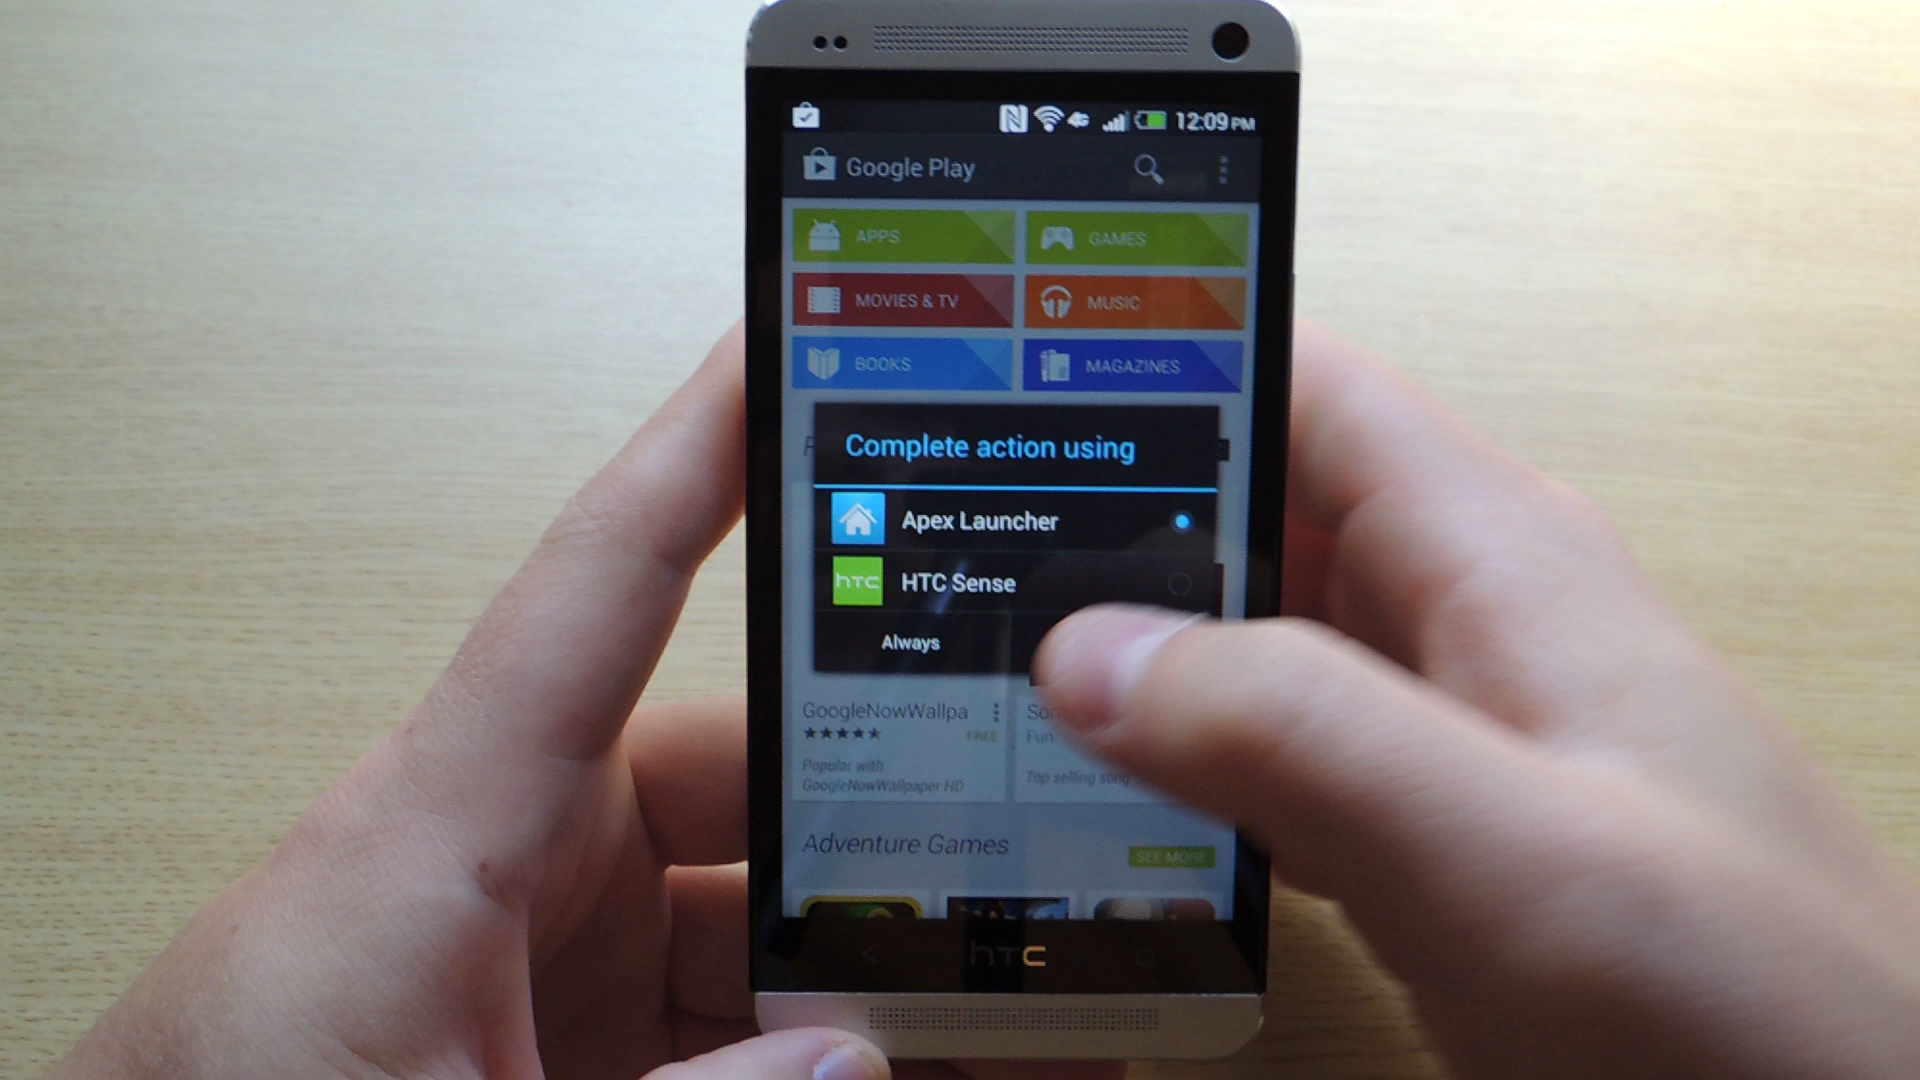 12:09 PM
Google Play
APPS
GAMES
MOVIES & TV
MUSIC
BOOKS
MAGAZINES
Complete action using
Apex Launcher
hTC HTC Sense
Always
GoogleNowWallpa
FREE
Popular with
GoogleNowWallpaper HD
Fun
Top selling song
Adventure Games
SEE MORE
hTC